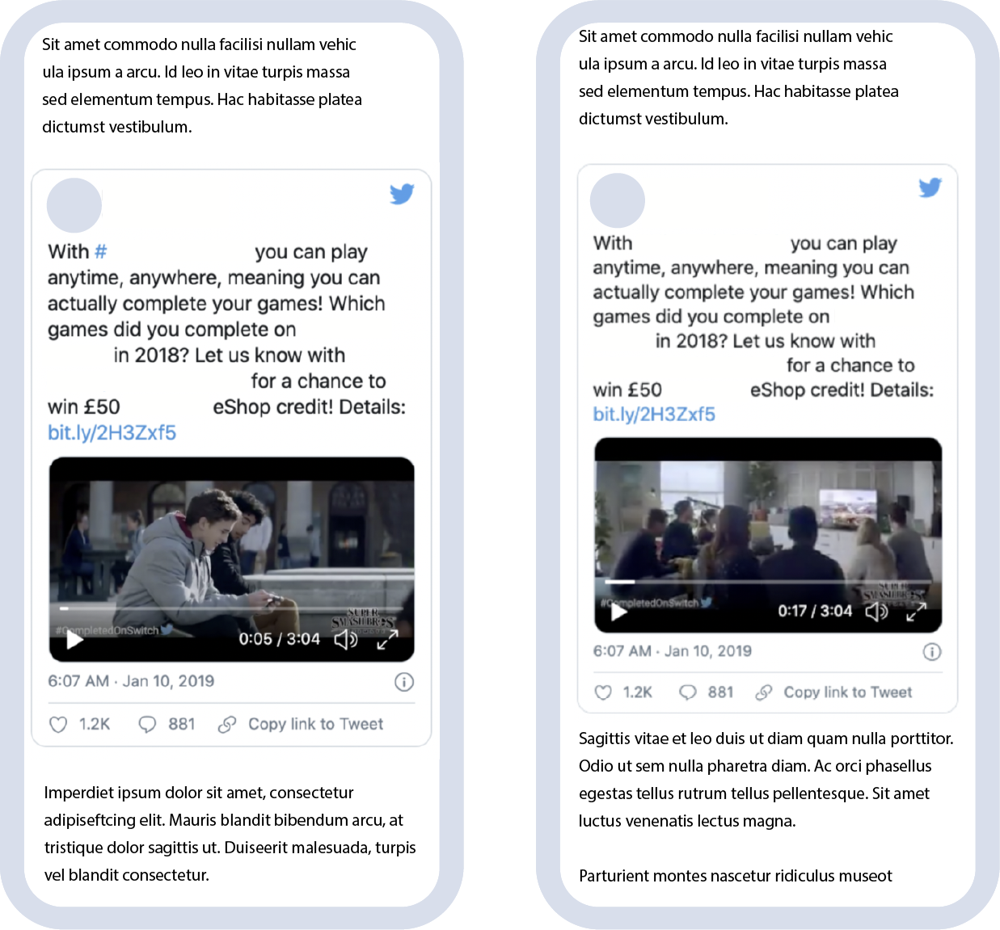 Sit amet commodo nulla facilisi nullam vehic
ula ipsum a arcu. Id leo in vitae turpis massa
sed elementum tempus. Hac habitasse platea
dictumst vestibulum.
With # you can play
anytime, anywhere, meaning you can
actually complete your games! Which
games did you complete on
in 2018? Let us know with
for a chance to
win £50 eShop credit! Details:
bit.ly/2H3Zxf5
SUPER
SMASH BROS
#CompletedOnSwitch
0:05 / 3:04
6:07 AM · Jan 10, 2019
1.2K 881 Copy link to Tweet
Imperdiet ipsum dolor sit amet, consectetur
adipiseftcing elit. Mauris blandit bibendum arcu, at
tristique dolor sagittis ut. Duiseerit malesuada, turpis
vel blandit consectetur.
Sit amet commodo nulla facilisi nullam vehic
ula ipsum a arcu. Id leo in vitae turpis massa
sed elementum tempus. Hac habitasse platea
dictumst vestibulum.
With you can play
anytime, anywhere, meaning you can
actually complete your games! Which
games did you complete on
in 2018? Let us know with
for a chance to
win £50 eShop credit! Details:
bit.ly/2H3Zxf5
SUPER
SMASH BROS
#CompletedOnSwitch
0:17 / 3:04
6:07 AM · Jan 10, 2019
1.2K 881 Copy link to Tweet
Sagittis vitae et leo duis ut diam quam nulla porttitor.
Odio ut sem nulla pharetra diam. Ac orci phasellus
egestas tellus rutrum tellus pellentesque. Sit amet
luctus venenatis lectus magna.
Parturient montes nascetur ridiculus museot